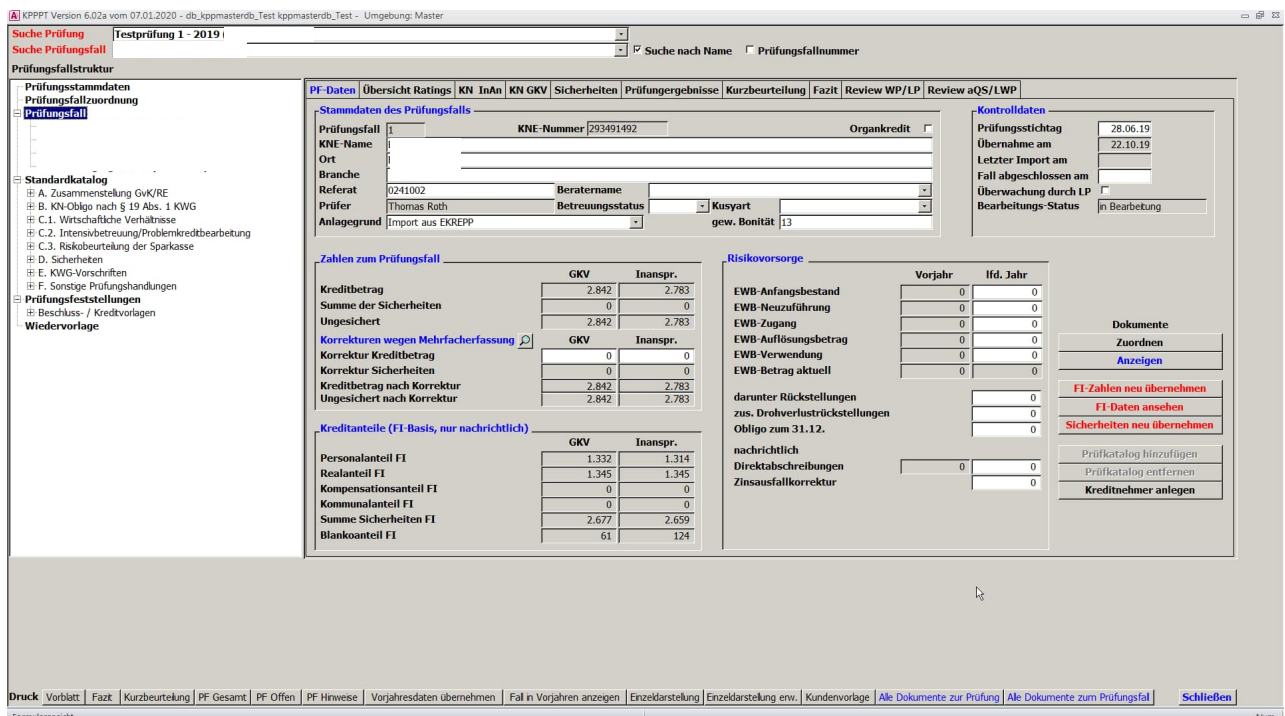 KPPPT Version 6.02a vom 07.01.2020 - db_kppmasterdb_Test kppmasterdb_Test - Umgebung: Master
Suche Prüfung Testprüfung 1 - 2019
Suche Prüfungsfall Suche nach Name Prüfungsfallnummer
Prüfungsfallstruktur
Prüfungsstammdaten
Prüfungsfallzuordnung
Prüfungsfall
Standardkatalog
A. Zusammenstellung GvK/RE
B. KN-Obligo nach § 19 Abs. 1 KWG
C.1. Wirtschaftliche Verhältnisse
C.2. Intensivbetreuung/Problemkreditbearbeitung
C.3. Risikobeurteilung der Sparkasse
D. Sicherheiten
E. KWG-Vorschriften
F. Sonstige Prüfungshandlungen
Prüfungsfeststellungen
Beschluss- / Kreditvorlagen
Wiedervorlage
PF-Daten Übersicht Ratings KN InAn KN GKV Sicherheiten Prüfungergebnisse Kurzbeurteilung Fazit Review WP/LP Review aQS/LWP
Stammdaten des Prüfungsfalls
Prüfungsfall 1 KNE-Nummer 293491492 Organkredit
KNE-Name
Ort
Branche
Referat 0241002 Beratername
Prüfer Thomas Roth Betreuungsstatus Kusyart
Anlagegrund Import aus EKREPP gew. Bonität 13
Kontrolldaten
Prüfungsstichtag 28.06.19
Übernahme am 22.10.19
Letzter Import am
Fall abgeschlossen am
Überwachung durch LP
Bearbeitungs-Status in Bearbeitung
Zahlen zum Prüfungsfall
GKV Inanspr.
Kreditbetrag 2.842 2.783
Summe der Sicherheiten 0 0
Ungesichert 2.842 2.783
Korrekturen wegen Mehrfacherfassung GKV Inanspr.
Korrektur Kreditbetrag 0 0
Korrektur Sicherheiten 0 0
Kreditbetrag nach Korrektur 2.842 2.783
Ungesichert nach Korrektur 2.842 2.783
Kreditanteile (FI-Basis, nur nachrichtlich)
GKV Inanspr.
Personalanteil FI 1.332 1.314
Realanteil FI 1.345 1.345
Kompensationsanteil FI 0 0
Kommunalanteil FI 0 0
Summe Sicherheiten FI 2.677 2.659
Blankoanteil FI 61 124
Risikovorsorge
Vorjahr lfd. Jahr
EWB-Anfangsbestand 0 0
EWB-Neuzuführung 0 0
EWB-Zugang 0 0
EWB-Auflösungsbetrag 0 0
EWB-Verwendung 0 0
EWB-Betrag aktuell 0 0
darunter Rückstellungen 0
zus. Drohverlustrückstellungen 0
Obligo zum 31.12. 0
nachrichtlich
Direktabschreibungen 0 0
Zinsausfallkorrektur 0
Dokumente
Zuordnen
Anzeigen
FI-Zahlen neu übernehmen
FI-Daten ansehen
Sicherheiten neu übernehmen
Prüfkatalog hinzufügen
Prüfkatalog entfernen
Kreditnehmer anlegen
Druck Vorblatt Fazit Kurzbeurteilung PF Gesamt PF Offen PF Hinweise Vorjahresdaten übernehmen Fall in Vorjahren anzeigen Einzeldarstellung Einzeldarstellung erw. Kundenvorlage Alle Dokumente zur Prüfung Alle Dokumente zum Prüfungsfal Schließen